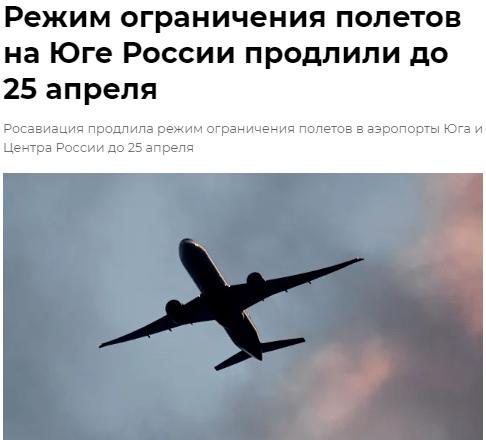 Режим ограничения полетов
на Юге России продлили до
25 апреля
Росавиация продлила режим ограничения полетов в аэропорты Юга и
Центра России до 25 апреля